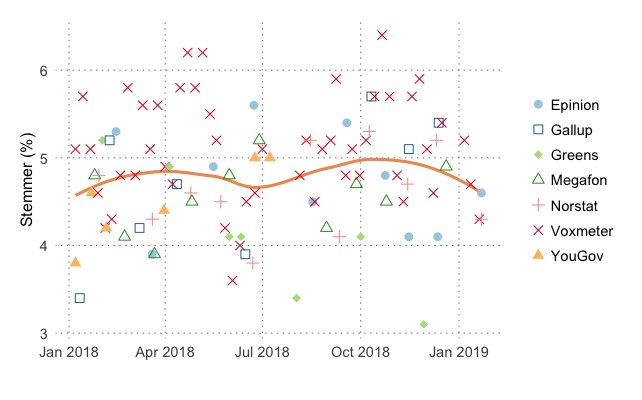 Stemmer (%)
6
5
4
3
Jan 2018
Apr 2018
Jul 2018
Oct 2018
Jan 2019
Epinion
Gallup
Greens
Megafon
Norstat
Voxmeter
YouGov